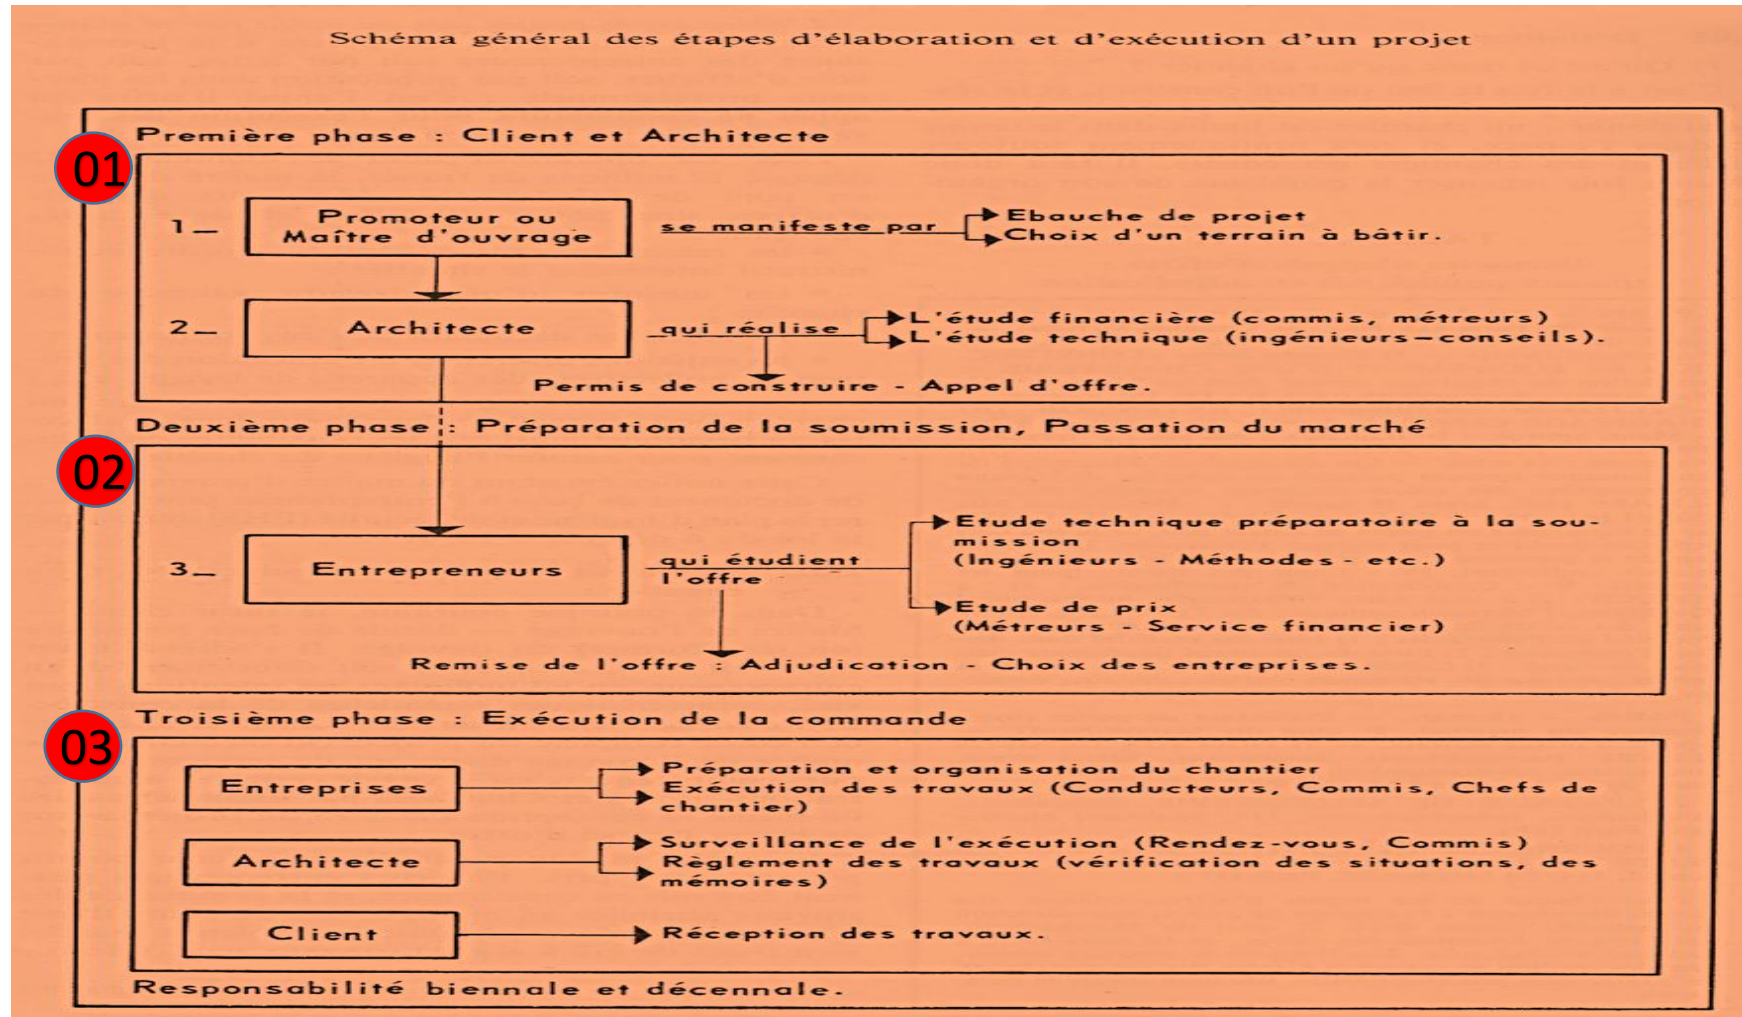 Schéma général des étapes d'élaboration et d'exécution d'un projet
01
Première phase : Client et Architecte
1_ Promoteur ou
Maître d'ouvrage
se manifeste par
Ebauche de projet
Choix d'un terrain à bâtir.
2_ Architecte
qui réalise
L'étude financière (commis, métreurs)
L'étude technique (ingénieurs-conseils).
Permis de construire - Appel d'offre.
02
Deuxième phase : Préparation de la soumission, Passation du marché
3_ Entrepreneurs
qui étudient
l'offre
Etude technique préparatoire à la sou-
mission
(Ingénieurs - Méthodes - etc.)
Etude de prix
(Métreurs - Service financier)
Remise de l'offre : Adjudication - Choix des entreprises.
03
Troisième phase : Exécution de la commande
Entreprises
Préparation et organisation du chantier
Exécution des travaux (Conducteurs, Commis, Chefs de
chantier)
Architecte
Surveillance de l'exécution (Rendez-vous, Commis)
Règlement des travaux (vérification des situations, des
mémoires)
Client
Réception des travaux.
Responsabilité biennale et décennale.